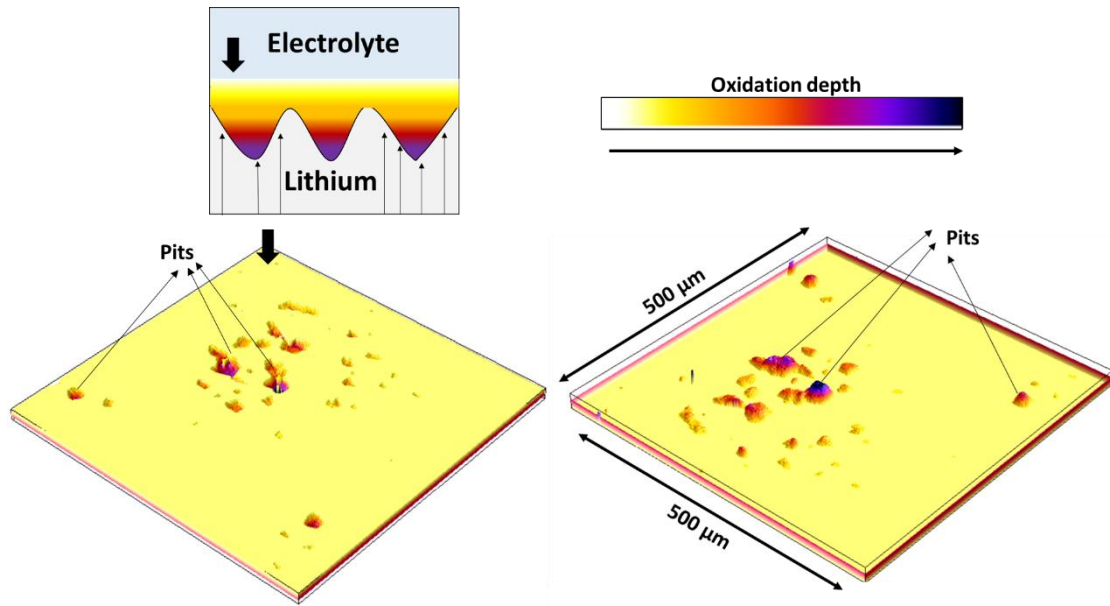 Electrolyte
Lithium
Oxidation depth
Pits
Pits
500 µm
500 µm